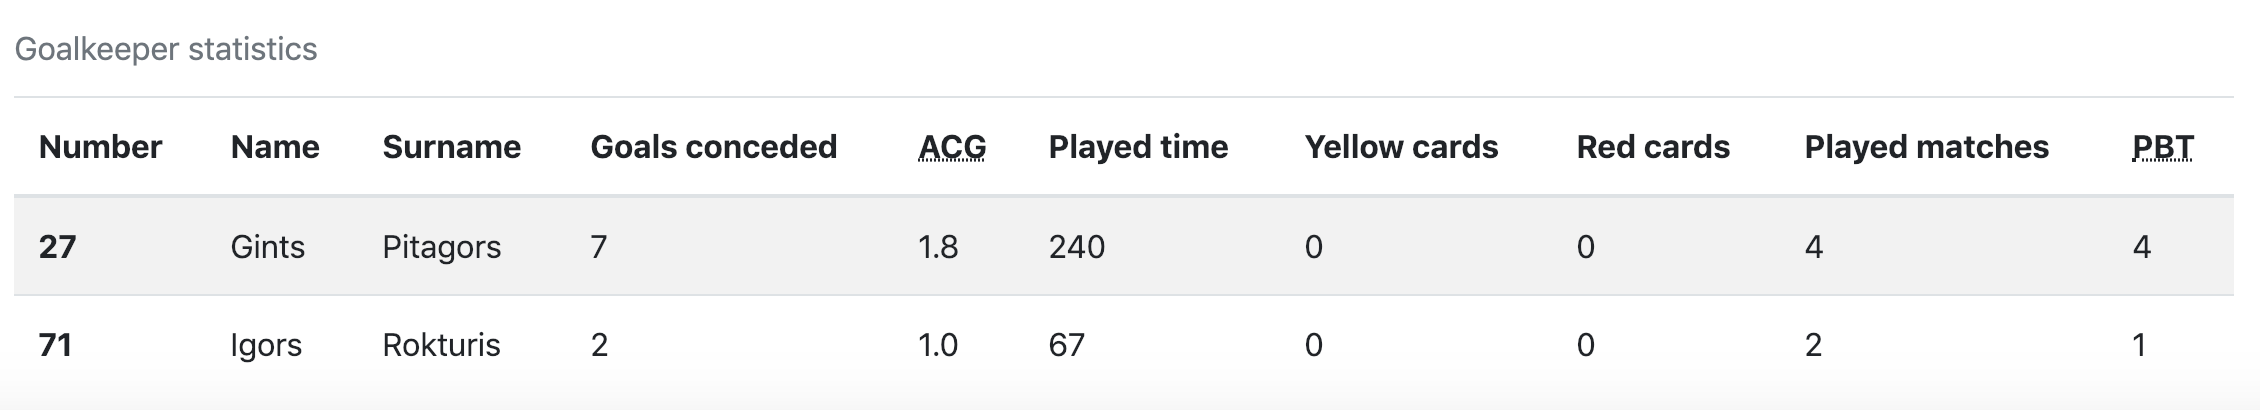 Goalkeeper statistics
Number Name Surname Goals conceded ACG Played time Yellow cards Red cards Played matches PBT
27 Gints Pitagors 7 1.8 240 0 0 4 4
71 Igors Rokturis 2 1.0 67 0 0 2 1